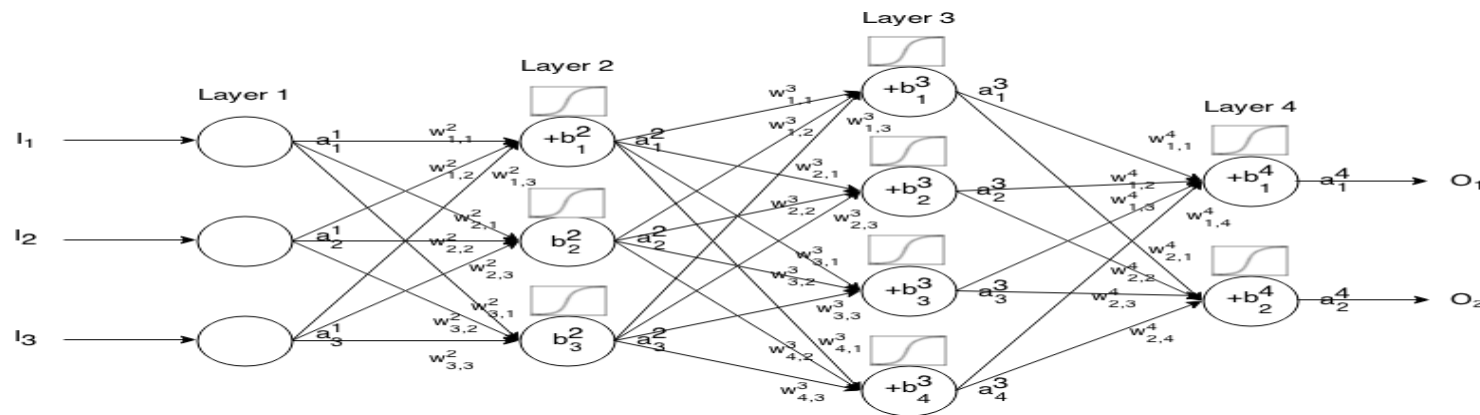 Layer 1
Layer 2
Layer 3
Layer 4
I₁
I₂
I₃
a¹₁
a¹₂
a¹₃
w²₁,₁
w²₁,₂
w²₁,₃
w²₂,₁
w²₂,₂
w²₂,₃
w²₃,₁
w²₃,₂
w²₃,₃
+b²₁
b²₂
b²₃
a²₁
a²₂
a²₃
w³₁,₁
w³₁,₂
w³₁,₃
w³₂,₁
w³₂,₂
w³₂,₃
w³₃,₁
w³₃,₂
w³₃,₃
w³₄,₁
w³₄,₂
w³₄,₃
+b³₁
+b³₂
+b³₃
+b³₄
a³₁
a³₂
a³₃
a³₄
w⁴₁,₁
w⁴₁,₂
w⁴₁,₃
w⁴₁,₄
w⁴₂,₁
w⁴₂,₂
w⁴₂,₃
w⁴₂,₄
+b⁴₁
+b⁴₂
a⁴₁
a⁴₂
O₁
O₂